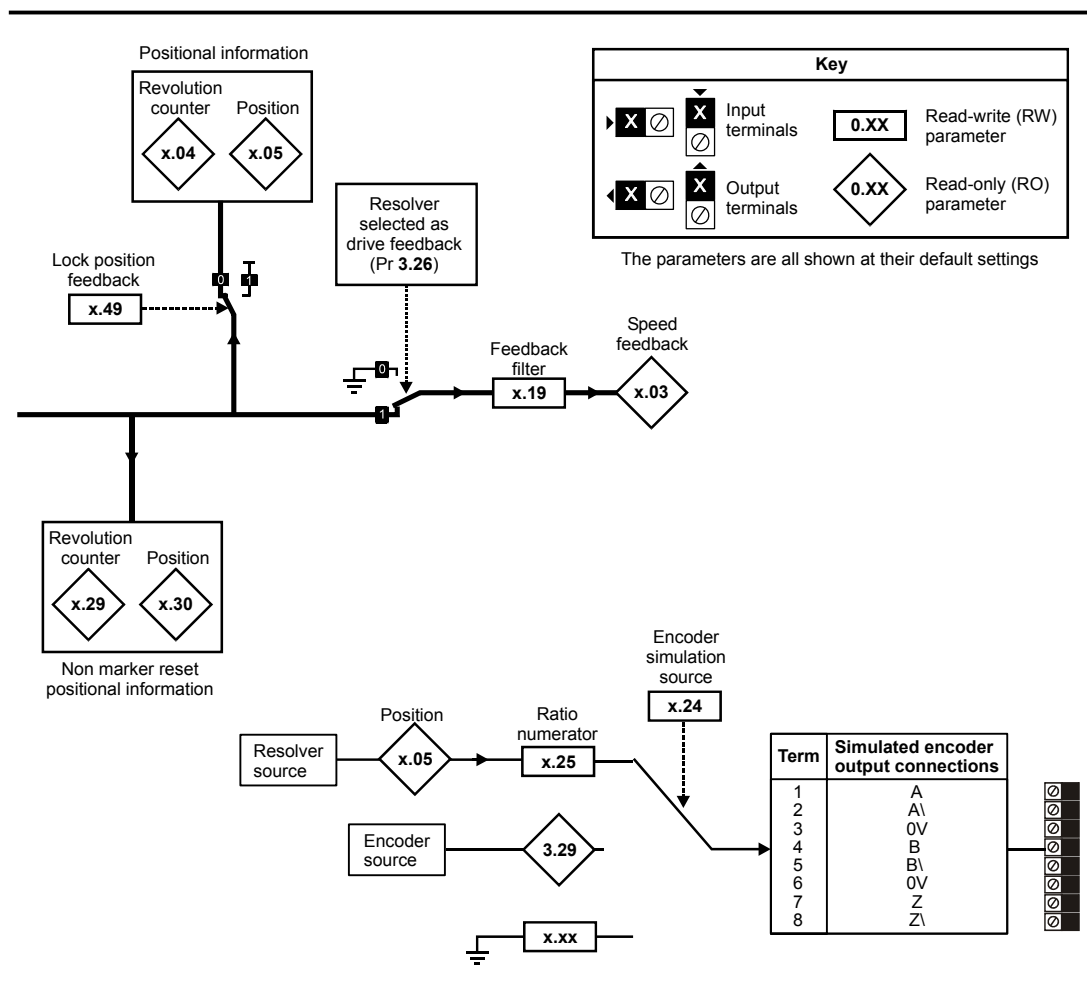 Positional information
Revolution
counter
Position
x.04
x.05
Key
X
X
Input
terminals
0.XX
Read-write (RW)
parameter
X
X
Output
terminals
0.XX
Read-only (RO)
parameter
The parameters are all shown at their default settings
Resolver
selected as
drive feedback
(Pr 3.26)
Lock position
feedback
x.49
0
1
Speed
feedback
Feedback
filter
0
x.19
x.03
1
Revolution
counter
Position
x.29
x.30
Non marker reset
positional information
Encoder
simulation
source
x.24
Position
Ratio
numerator
Resolver
source
x.05
x.25
Encoder
source
3.29
x.xx
Term Simulated encoder
output connections
1 A
2 A\
3 0V
4 B
5 B\
6 0V
7 Z
8 Z\